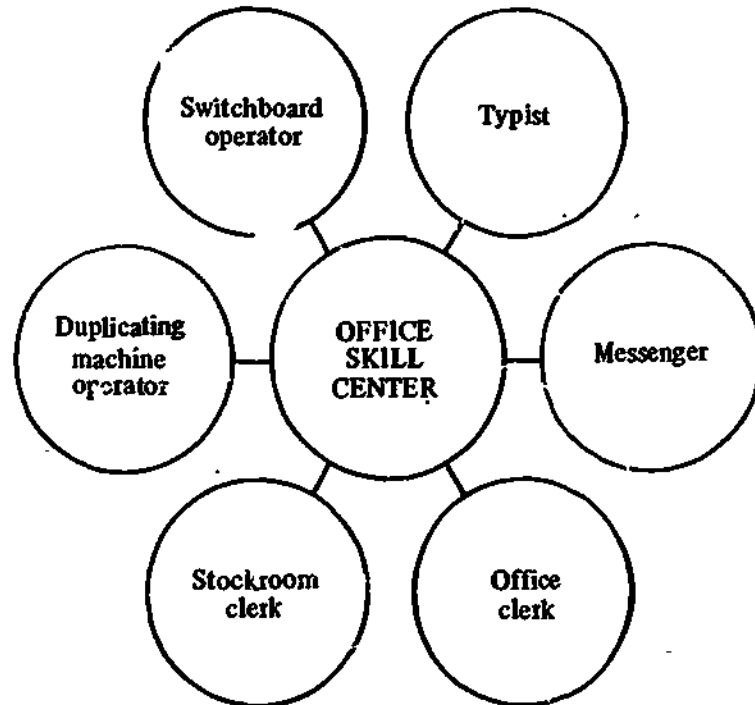 Switchboard
operator
Typist
Duplicating
machine
operator
OFFICE
SKILL
CENTER
Messenger
Stockroom
clerk
Office
clerk